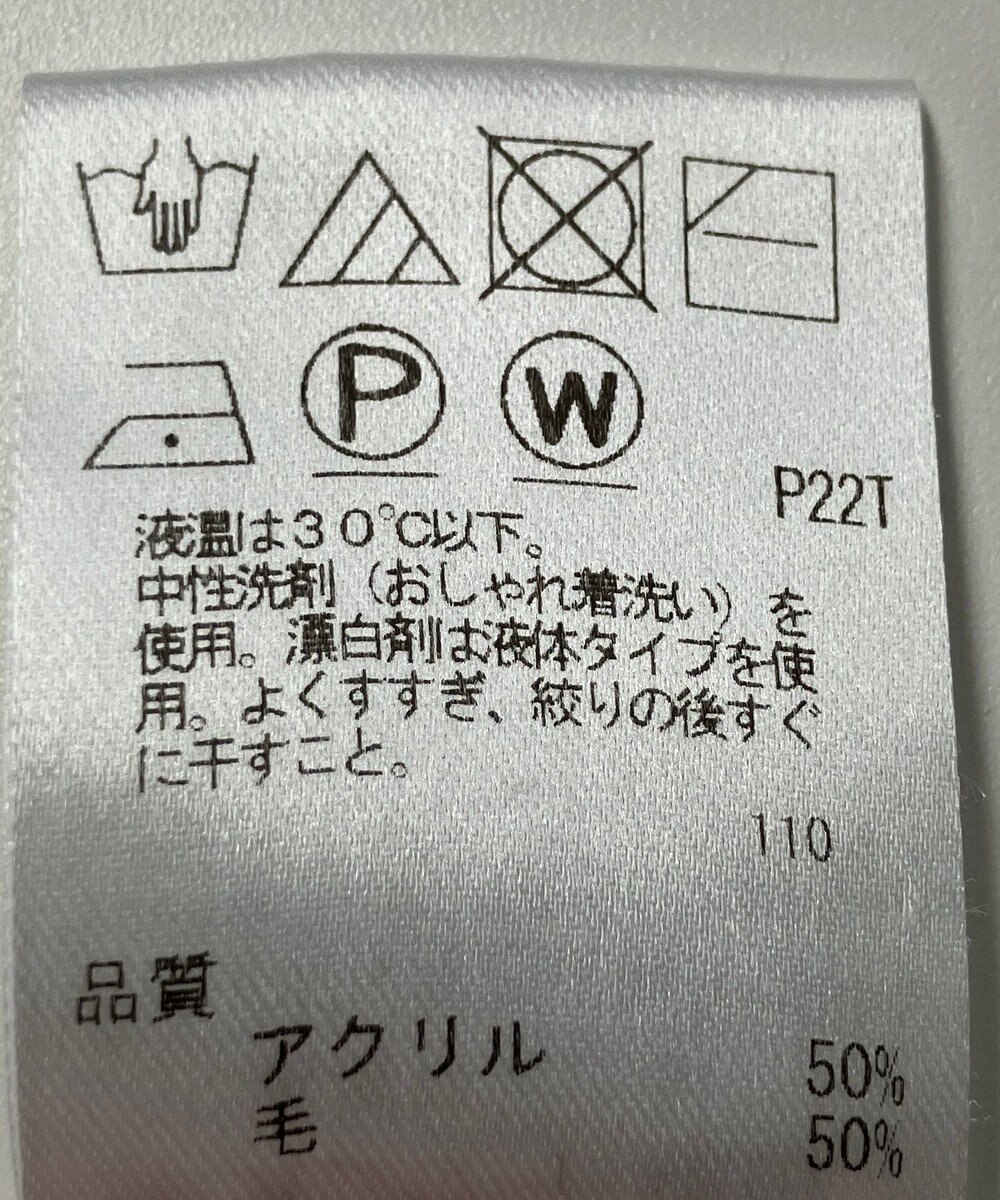 P
W
P22T
液温は30℃以下。
中性洗剤(おしゃれ着洗い)を
使用。漂白剤は液体タイプを使
用。よくすすぎ、絞りの後すぐ
に干すこと。
110
品質
アクリル 50%
毛 50%